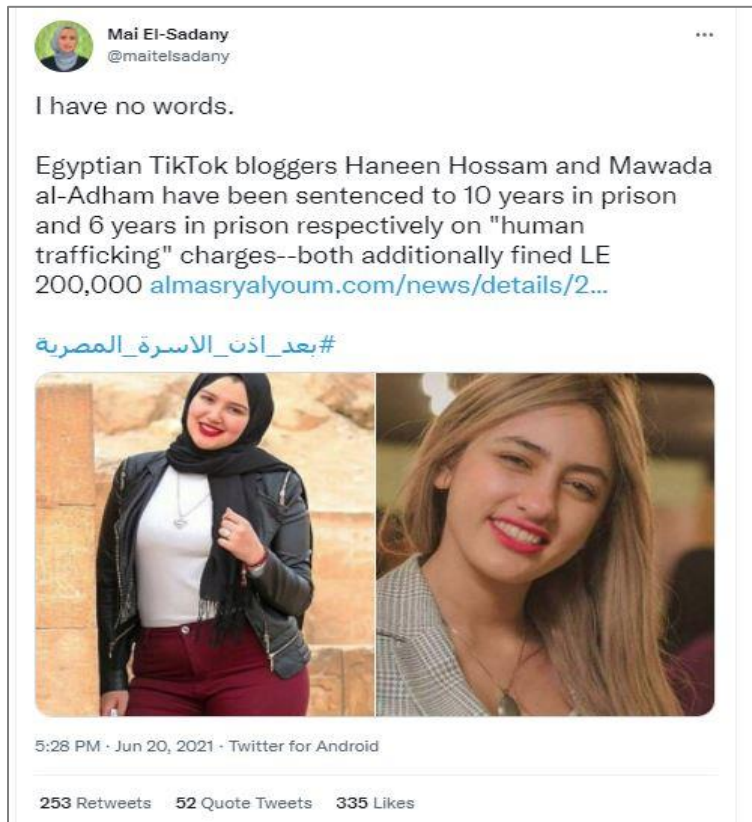 Mai El-Sadany
@maitelsadany
I have no words.
Egyptian TikTok bloggers Haneen Hossam and Mawada
al-Adham have been sentenced to 10 years in prison
and 6 years in prison respectively on "human
trafficking" charges--both additionally fined LE
200,000 almasryalyoum.com/news/details/2...
#بعد_اذن_الاسرة_المصرية
5:28 PM · Jun 20, 2021 · Twitter for Android
253 Retweets 52 Quote Tweets 335 Likes